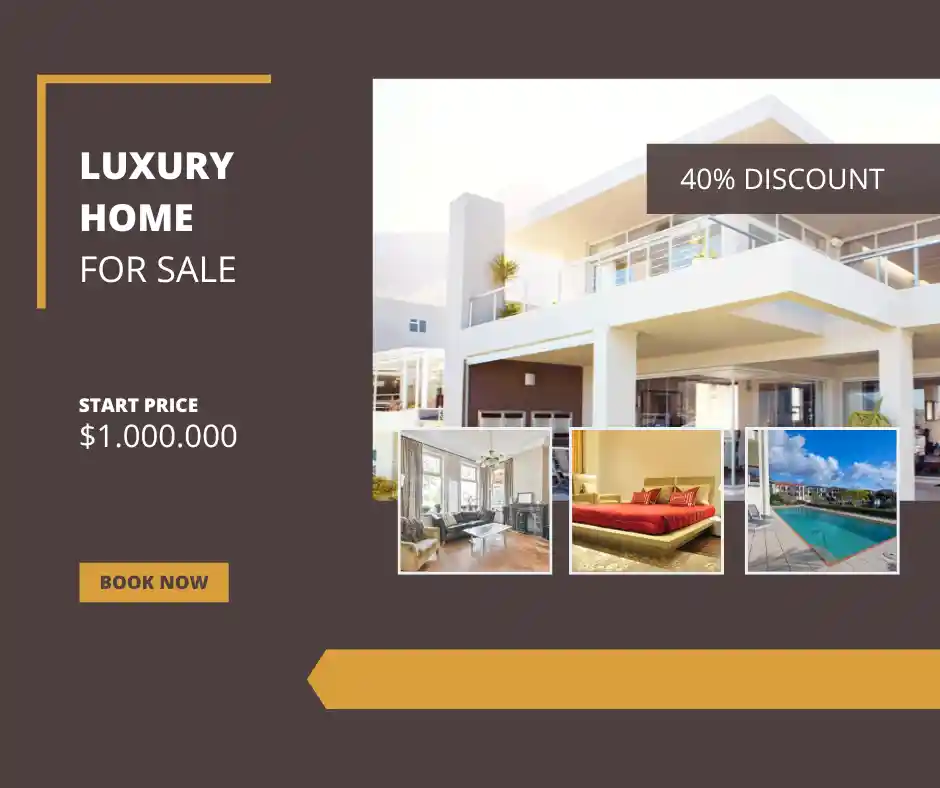 LUXURY
HOME
FOR SALE
40% DISCOUNT
START PRICE
$1.000.000
BOOK NOW